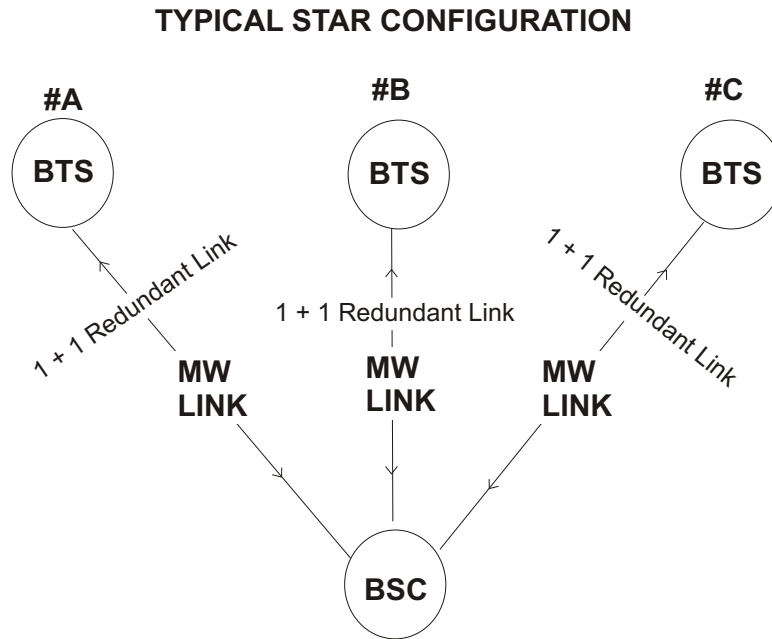 TYPICAL STAR CONFIGURATION
#A
#B
#C
BTS
BTS
BTS
1 + 1 Redundant Link
1 + 1 Redundant Link
1 + 1 Redundant Link
MW
LINK
MW
LINK
MW
LINK
BSC